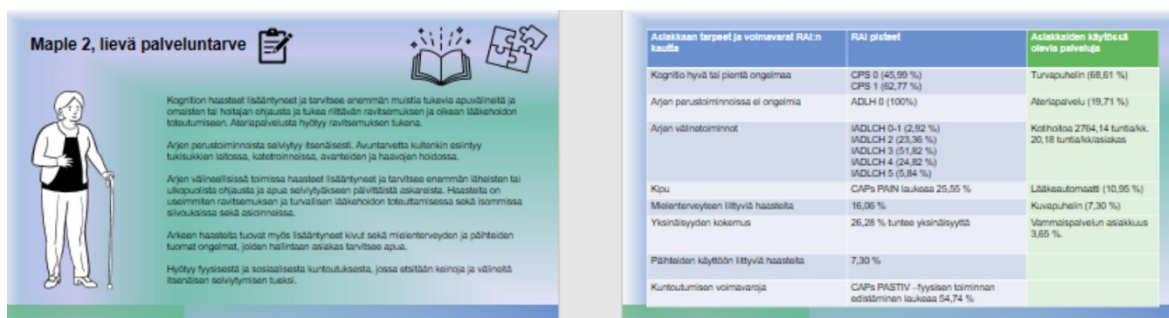 Maple 2, lievä palveluntarve
Kognition haasteet lisääntyneet ja tarvitsee enemmän muistia tukevia apuvälineitä ja
omaisten tai hoitajan ohjausta ja tukea riittävän ravitsemuksen ja oikean lääkehoidon
toteutumiseen. Ateriapalvelusta hyötyy ravitsemuksen tukena.
Arjen perustoiminnoista selviytyy itsenäisesti. Avuntarvetta kuitenkin esiintyy
tukisukkien laitossa, katetroinneissa, avanteiden ja haavojen hoidossa.
Arjen välineellisissä toimissa haasteet lisääntyneet ja tarvitsee enemmän läheisten tai
ulkopuolista ohjausta ja apua selviytyäkseen päivittäistä askareista. Haasteita on
useimmiten ravitsemuksen ja turvallisen lääkehoidon toteuttamisessa sekä isommissa
siivouksissa sekä asioinneissa.
Arkeen haasteita tuovat myös lisääntyneet kivut sekä mielenterveyden ja päihteiden
tuomat ongelmat, joiden hallintaan asiakas tarvitsee apua.
Hyötyy fyysisestä ja sosiaalisesta kuntoutuksesta, jossa etsitään keinoja ja välineitä
itsenäisen selviytymisen tueksi.
Asiakkaan tarpeet ja voimavarat RAI:n
kautta
RAI pisteet
Asiakkaiden käytössä
olevia palveluja
Kognitio hyvä tai pientä ongelmaa
CPS 0 (45,99 %)
CPS 1 (62,77 %)
Turvapuhelin (68,61 %)
Arjen perustoiminnoissa ei ongelmia
ADLH 0 (100%)
Ateriapalvelu (19,71 %)
Arjen välinetoiminnot
IADLCH 0-1 (2,92 %)
IADLCH 2 (23,36 %)
IADLCH 3 (51,82 %)
IADLCH 4 (24,82 %)
IADLCH 5 (5,84 %)
Kotihoitoa 2764,14 tuntia/kk.
20,18 tuntia/kk/asiakas
Kipu
CAPs PAIN laukeaa 25,55 %
Lääkeautomaatti (10,95 %)
Mielenterveyteen liittyviä haasteita
16,06 %
Kuvapuhelin (7,30 %)
Yksinäisyyden kokemus
26,28 % tuntee yksinäisyyttä
Vammaispalvelun asiakkuus
3,65 %.
Päihteiden käyttöön liittyviä haasteita
7,30 %
Kuntoutumisen voimavaroja
CAPs PASTIV –fyysisen toiminnan
edistäminen laukeaa 54,74 %